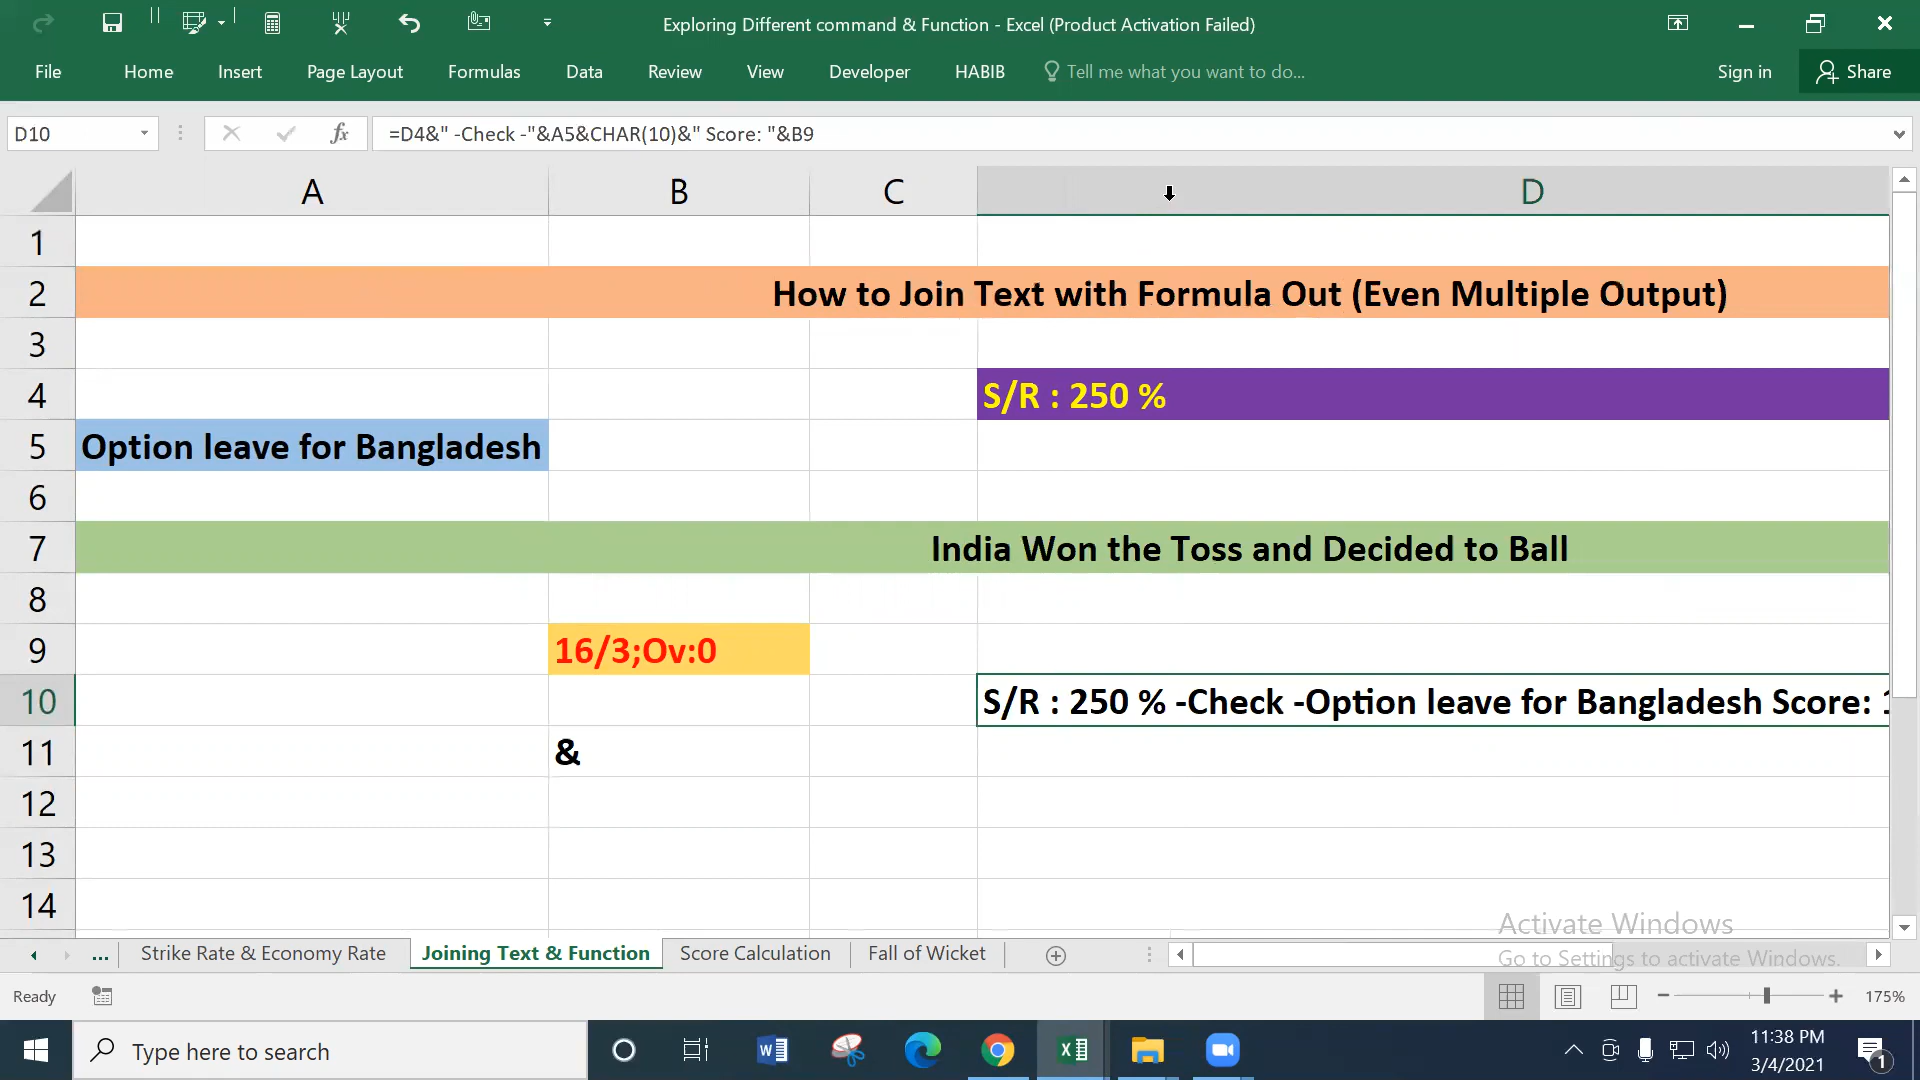 Exploring Different command & Function - Excel (Product Activation Failed)
File Home Insert Page Layout Formulas Data Review View Developer HABIB Tell me what you want to do... Sign in Share
D10 fx =D4&" -Check -"&A5&CHAR(10)&" Score: "&B9
A B C D
1
2 How to Join Text with Formula Out (Even Multiple Output)
3
4 S/R : 250 %
5 Option leave for Bangladesh
6
7 India Won the Toss and Decided to Ball
8
9 16/3;Ov:0
10 S/R : 250 % -Check -Option leave for Bangladesh Score:
11 &
12
13
14
Activate Windows
Go to Settings to activate Windows.
... Strike Rate & Economy Rate Joining Text & Function Score Calculation Fall of Wicket
Ready 175%
Type here to search
11:38 PM
3/4/2021
1